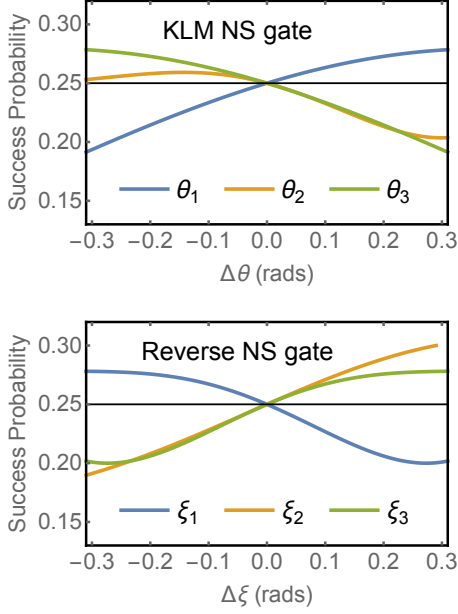 KLM NS gate
Success Probability
0.30
0.25
0.20
0.15
θ1 θ2 θ3
−0.3 −0.2 −0.1 0.0 0.1 0.2 0.3
Δθ (rads)
Reverse NS gate
Success Probability
0.30
0.25
0.20
0.15
ξ1 ξ2 ξ3
−0.3 −0.2 −0.1 0.0 0.1 0.2 0.3
Δξ (rads)